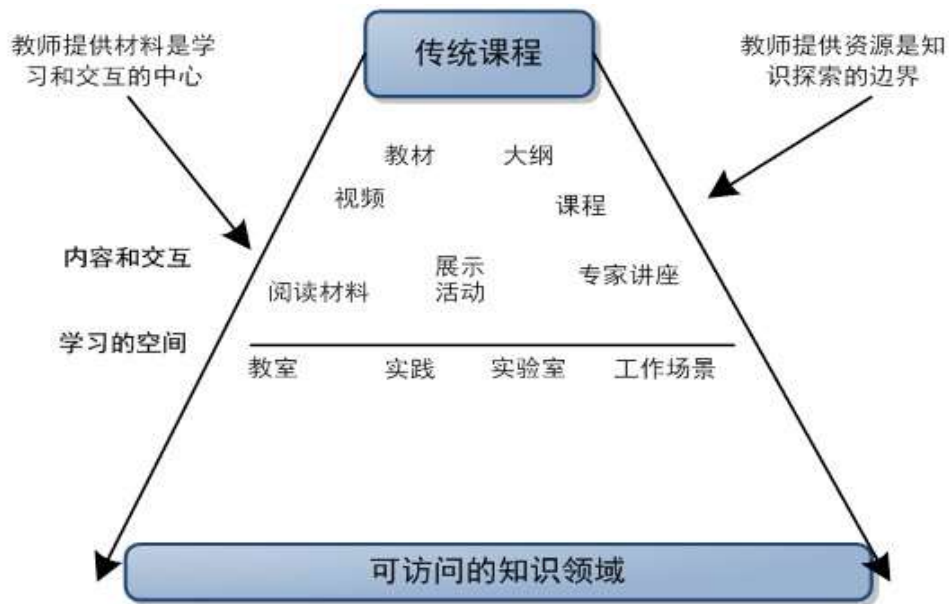 传统课程
教师提供材料是学
习和交互的中心
教师提供资源是知
识探索的边界
教材 大纲
视频 课程
内容和交互
展示
活动
阅读材料 专家讲座
学习的空间
教室 实践 实验室 工作场景
可访问的知识领域